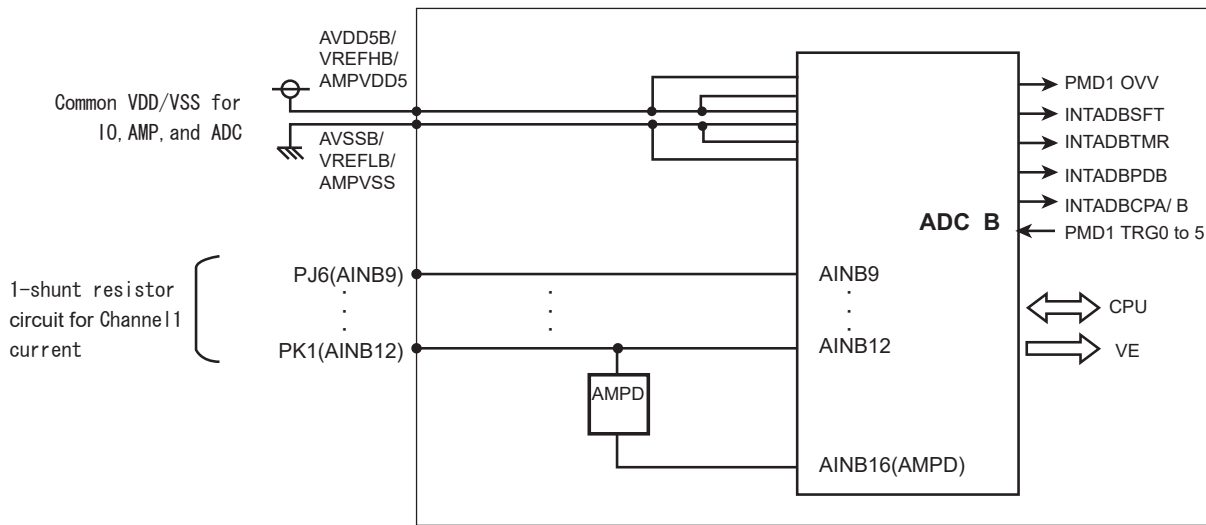 AVDD5B/
VREFHB/
AMPVDD5
Common VDD/VSS for
IO, AMP, and ADC
AVSSB/
VREFLB/
AMPVSS
PMD1 OVV
INTADBSFT
INTADBTMR
INTADBPDB
INTADBCPA/ B
PMD1 TRG0 to 5
ADC B
1-shunt resistor
circuit for Channel1
current
PJ6(AINB9)
PK1(AINB12)
AINB9
AINB12
CPU
VE
AMPD
AINB16(AMPD)